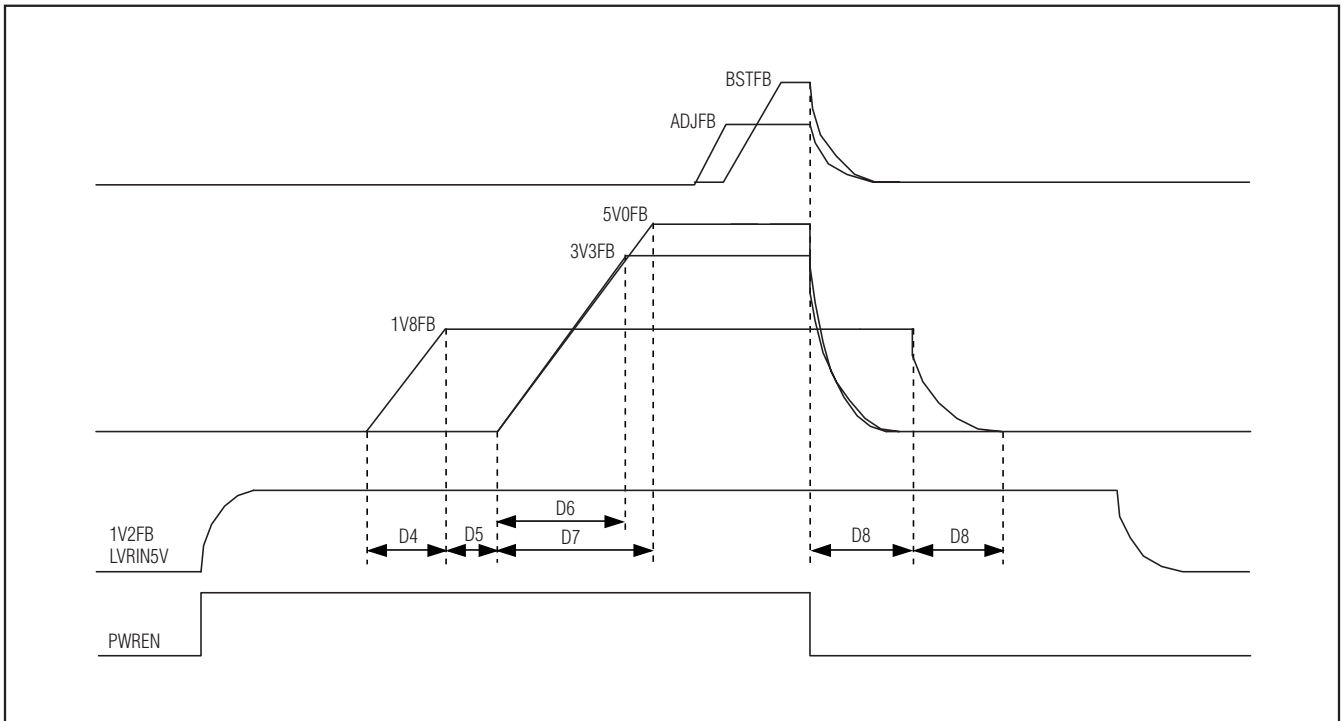 BSTFB
ADJFB
5V0FB
3V3FB
1V8FB
D6
1V2FB
LVRIN5V
D4
D5
D7
D8
D8
PWREN